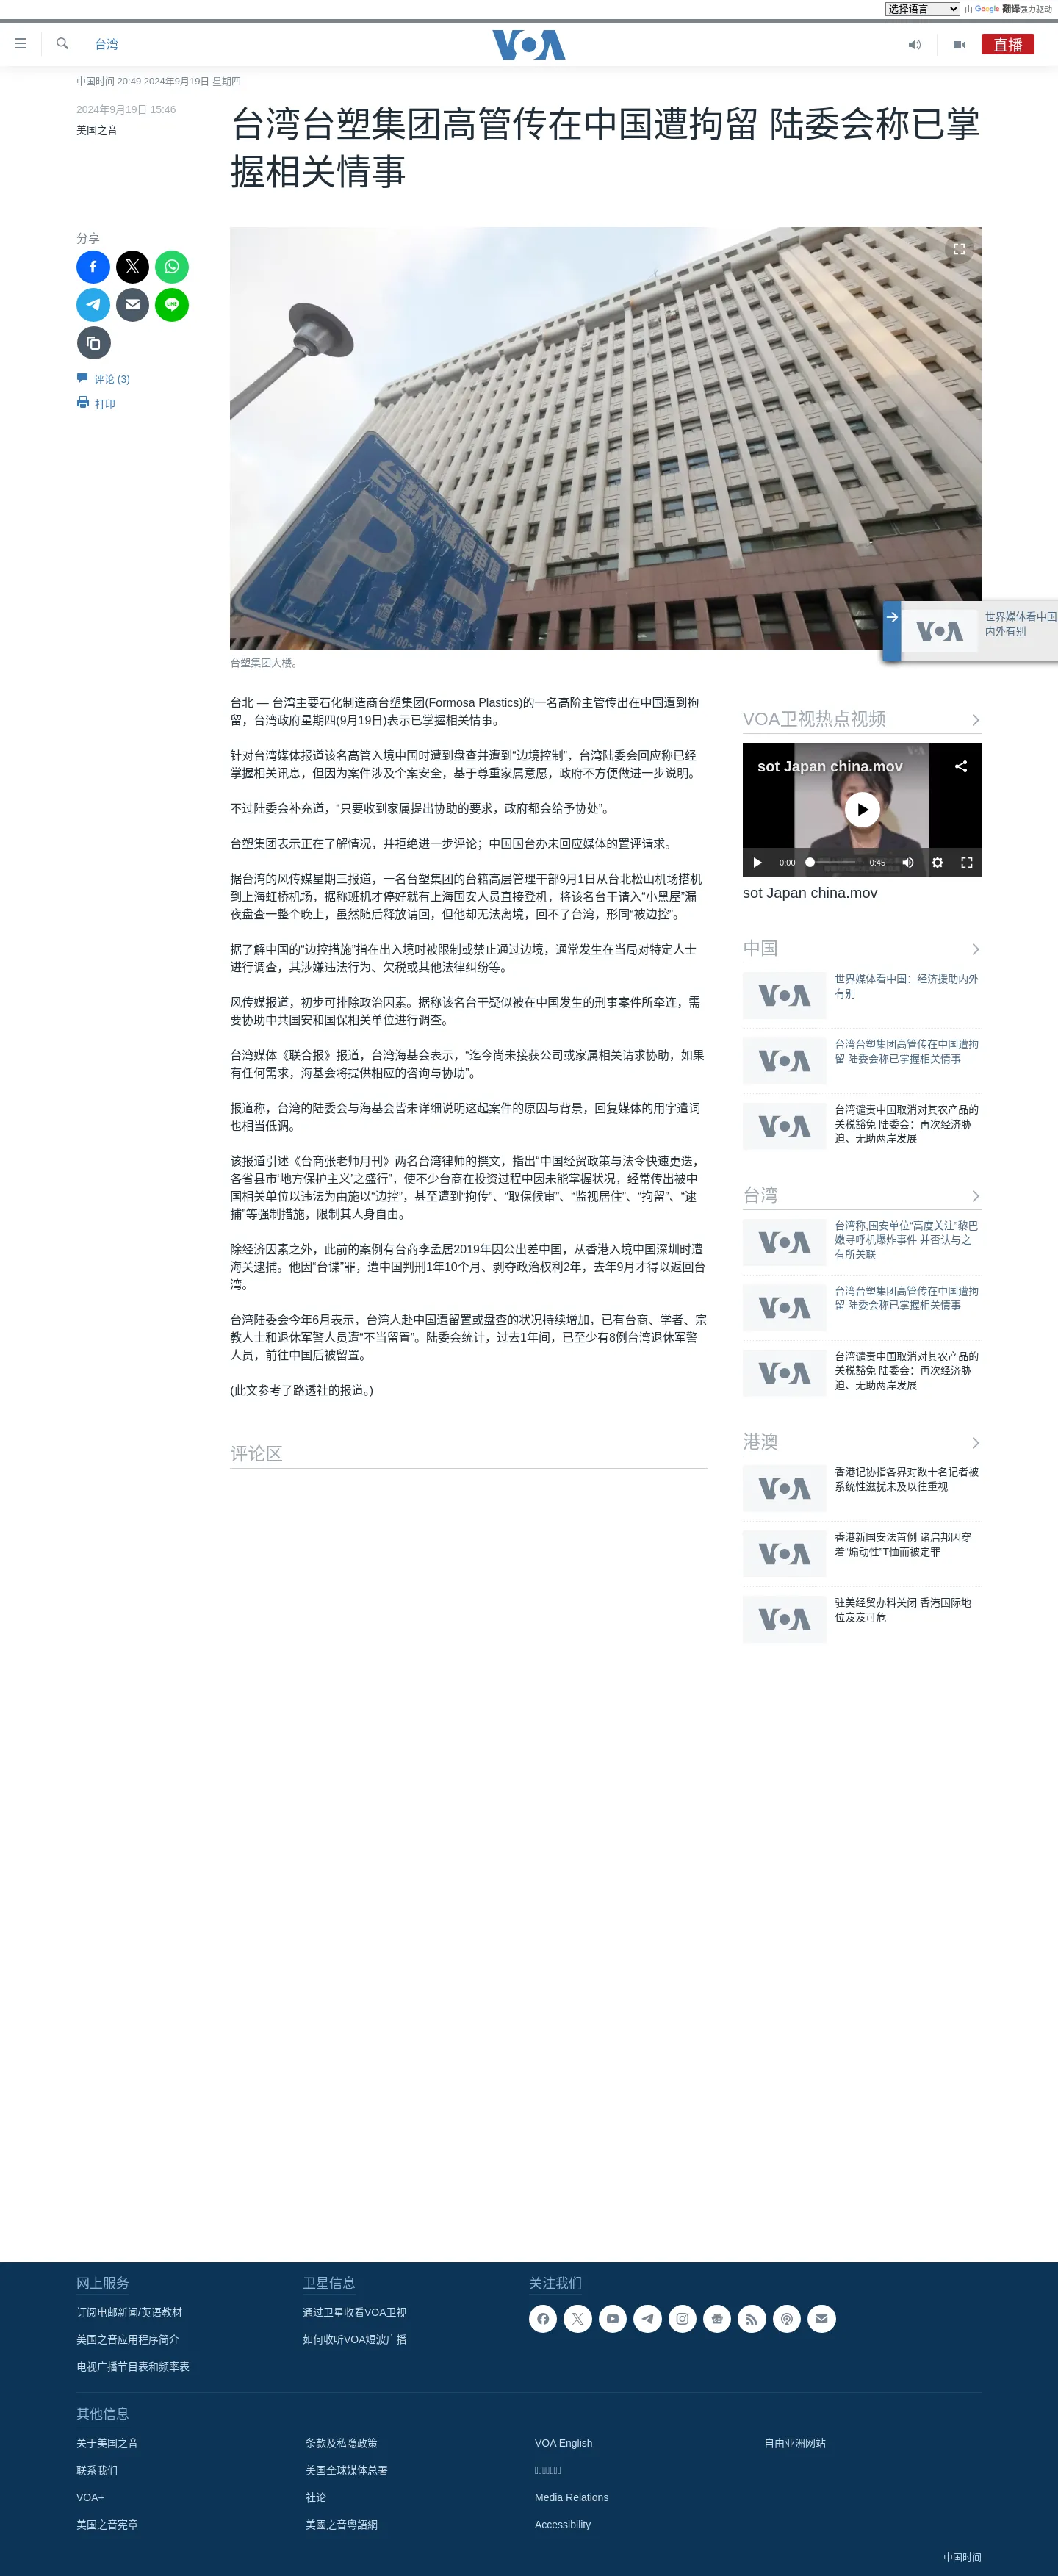 选择语言
由 Google 翻译强力驱动
台湾
VOA
直播
中国时间 20:49 2024年9月19日 星期四
2024年9月19日 15:46
美国之音
台湾台塑集团高管传在中国遭拘留 陆委会称已掌
握相关情事
分享
评论 (3)
打印
台塑大樓停車場
P
台塑集团大楼。
世界媒体看中国
内外有别
台北 — 台湾主要石化制造商台塑集团(Formosa Plastics)的一名高阶主管传出在中国遭到拘
留，台湾政府星期四(9月19日)表示已掌握相关情事。
针对台湾媒体报道该名高管入境中国时遭到盘查并遭到“边境控制”，台湾陆委会回应称已经
掌握相关讯息，但因为案件涉及个案安全，基于尊重家属意愿，政府不方便做进一步说明。
不过陆委会补充道，“只要收到家属提出协助的要求，政府都会给予协处”。
台塑集团表示正在了解情况，并拒绝进一步评论；中国国台办未回应媒体的置评请求。
据台湾的风传媒星期三报道，一名台塑集团的台籍高层管理干部9月1日从台北松山机场搭机
到上海虹桥机场，据称班机才停好就有上海国安人员直接登机，将该名台干请入“小黑屋”漏
夜盘查一整个晚上，虽然随后释放请回，但他却无法离境，回不了台湾，形同“被边控”。
据了解中国的“边控措施”指在出入境时被限制或禁止通过边境，通常发生在当局对特定人士
进行调查，其涉嫌违法行为、欠税或其他法律纠纷等。
风传媒报道，初步可排除政治因素。据称该名台干疑似被在中国发生的刑事案件所牵连，需
要协助中共国安和国保相关单位进行调查。
台湾媒体《联合报》报道，台湾海基会表示，“迄今尚未接获公司或家属相关请求协助，如果
有任何需求，海基会将提供相应的咨询与协助”。
报道称，台湾的陆委会与海基会皆未详细说明这起案件的原因与背景，回复媒体的用字遣词
也相当低调。
该报道引述《台商张老师月刊》两名台湾律师的撰文，指出“中国经贸政策与法令快速更迭，
各省县市‘地方保护主义’之盛行”，使不少台商在投资过程中因未能掌握状况，经常传出被中
国相关单位以违法为由施以“边控”，甚至遭到“拘传”、“取保候审”、“监视居住”、“拘留”、“逮
捕”等强制措施，限制其人身自由。
除经济因素之外，此前的案例有台商李孟居2019年因公出差中国，从香港入境中国深圳时遭
海关逮捕。他因“台谍”罪，遭中国判刑1年10个月、剥夺政治权利2年，去年9月才得以返回台
湾。
台湾陆委会今年6月表示，台湾人赴中国遭留置或盘查的状况持续增加，已有台商、学者、宗
教人士和退休军警人员遭“不当留置”。陆委会统计，过去1年间，已至少有8例台湾退休军警
人员，前往中国后被留置。
(此文参考了路透社的报道。)
评论区
VOA卫视热点视频
sot Japan china.mov
0:00
0:45
sot Japan china.mov
中国
世界媒体看中国：经济援助内外
有别
台湾台塑集团高管传在中国遭拘
留 陆委会称已掌握相关情事
台湾谴责中国取消对其农产品的
关税豁免 陆委会：再次经济胁
迫、无助两岸发展
台湾
台湾称,国安单位“高度关注”黎巴
嫩寻呼机爆炸事件 并否认与之
有所关联
台湾台塑集团高管传在中国遭拘
留 陆委会称已掌握相关情事
台湾谴责中国取消对其农产品的
关税豁免 陆委会：再次经济胁
迫、无助两岸发展
港澳
香港记协指各界对数十名记者被
系统性滋扰未及以往重视
香港新国安法首例 诸启邦因穿
着“煽动性”T恤而被定罪
驻美经贸办料关闭 香港国际地
位岌岌可危
网上服务
订阅电邮新闻/英语教材
美国之音应用程序简介
电视广播节目表和频率表
卫星信息
通过卫星收看VOA卫视
如何收听VOA短波广播
关注我们
其他信息
关于美国之音
联系我们
VOA+
美国之音宪章
条款及私隐政策
美国全球媒体总署
社论
美國之音粵語網
VOA English
Media Relations
Accessibility
自由亚洲网站
中国时间